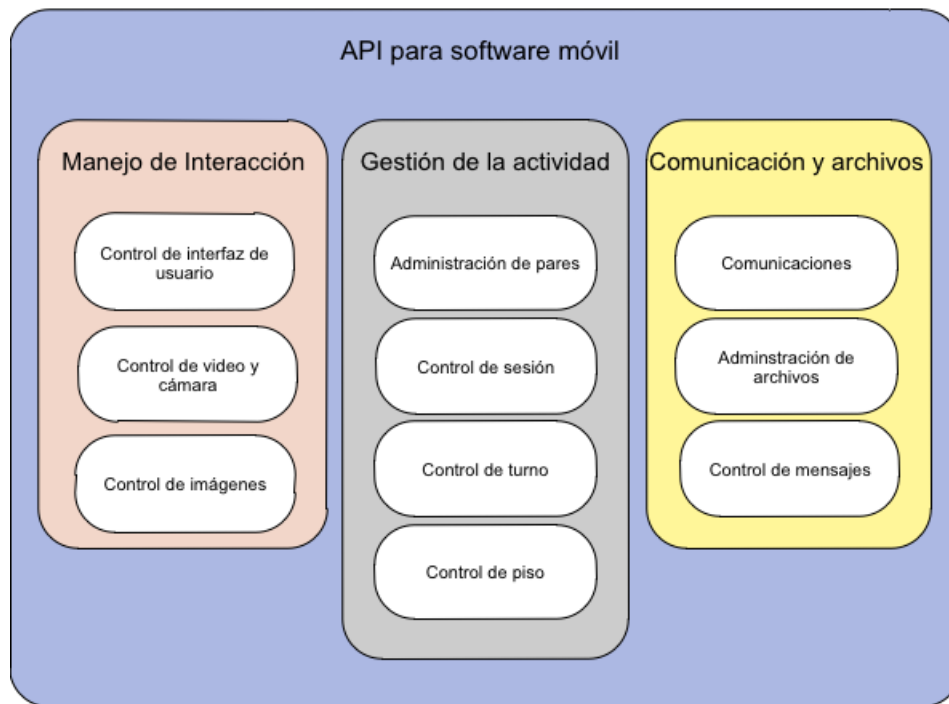 API para software móvil
Manejo de Interacción
Control de interfaz de
usuario
Control de video y
cámara
Control de imágenes
Gestión de la actividad
Administración de pares
Control de sesión
Control de turno
Control de piso
Comunicación y archivos
Comunicaciones
Adminstración de
archivos
Control de mensajes